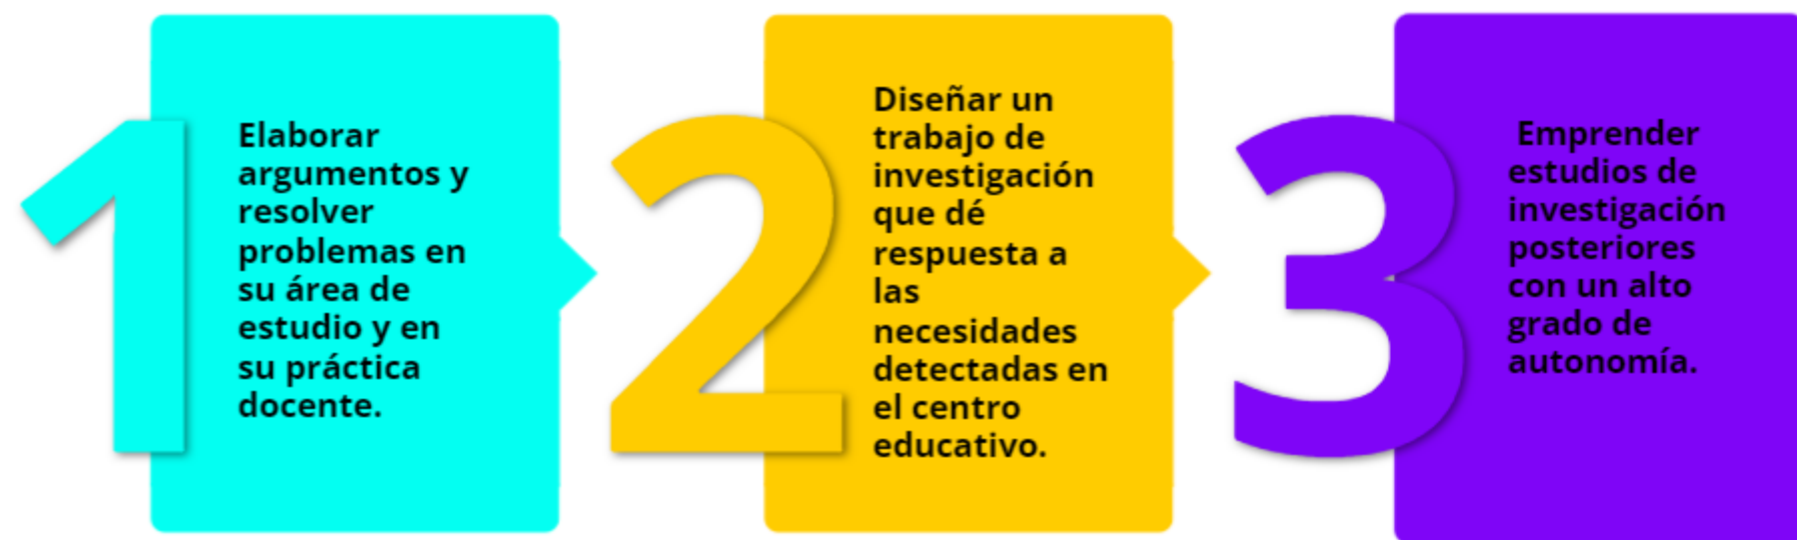 1
Elaborar
argumentos y
resolver
problemas en
su área de
estudio y en
su práctica
docente.
2
Diseñar un
trabajo de
investigación
que dé
respuesta a
las
necesidades
detectadas en
el centro
educativo.
3
Emprender
estudios de
investigación
posteriores
con un alto
grado de
autonomía.